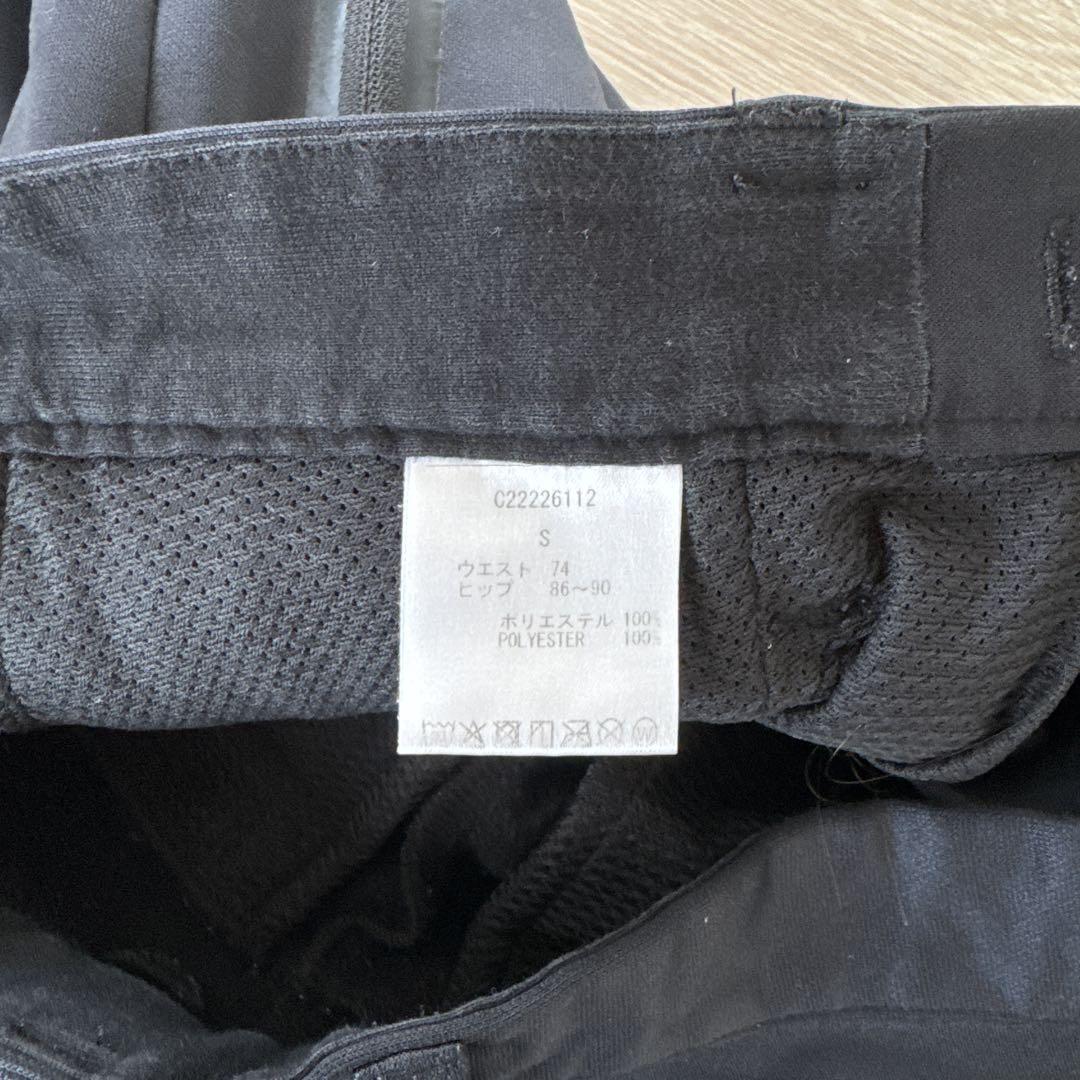 C22226112
S
ウエスト 74
ヒップ 86～90
ポリエステル 100%
POLYESTER 100%